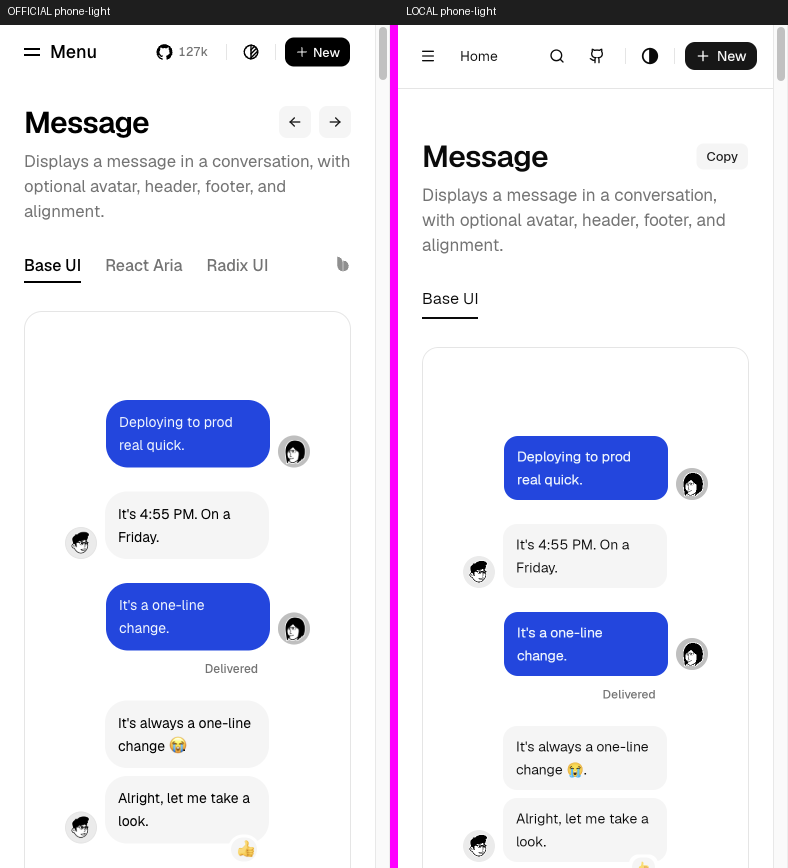 OFFICIAL phone-light
Menu
127k
New
Message
Displays a message in a conversation, with
optional avatar, header, footer, and
alignment.
Base UI React Aria Radix UI
Deploying to prod
real quick.
It's 4:55 PM. On a
Friday.
It's a one-line
change.
Delivered
It's always a one-line
change 😭
Alright, let me take a
look.
👍
LOCAL phone-light
Home
New
Message
Copy
Displays a message in a conversation,
with optional avatar, header, footer, and
alignment.
Base UI
Deploying to prod
real quick.
It's 4:55 PM. On a
Friday.
It's a one-line
change.
Delivered
It's always a one-line
change 😭.
Alright, let me take a
look.